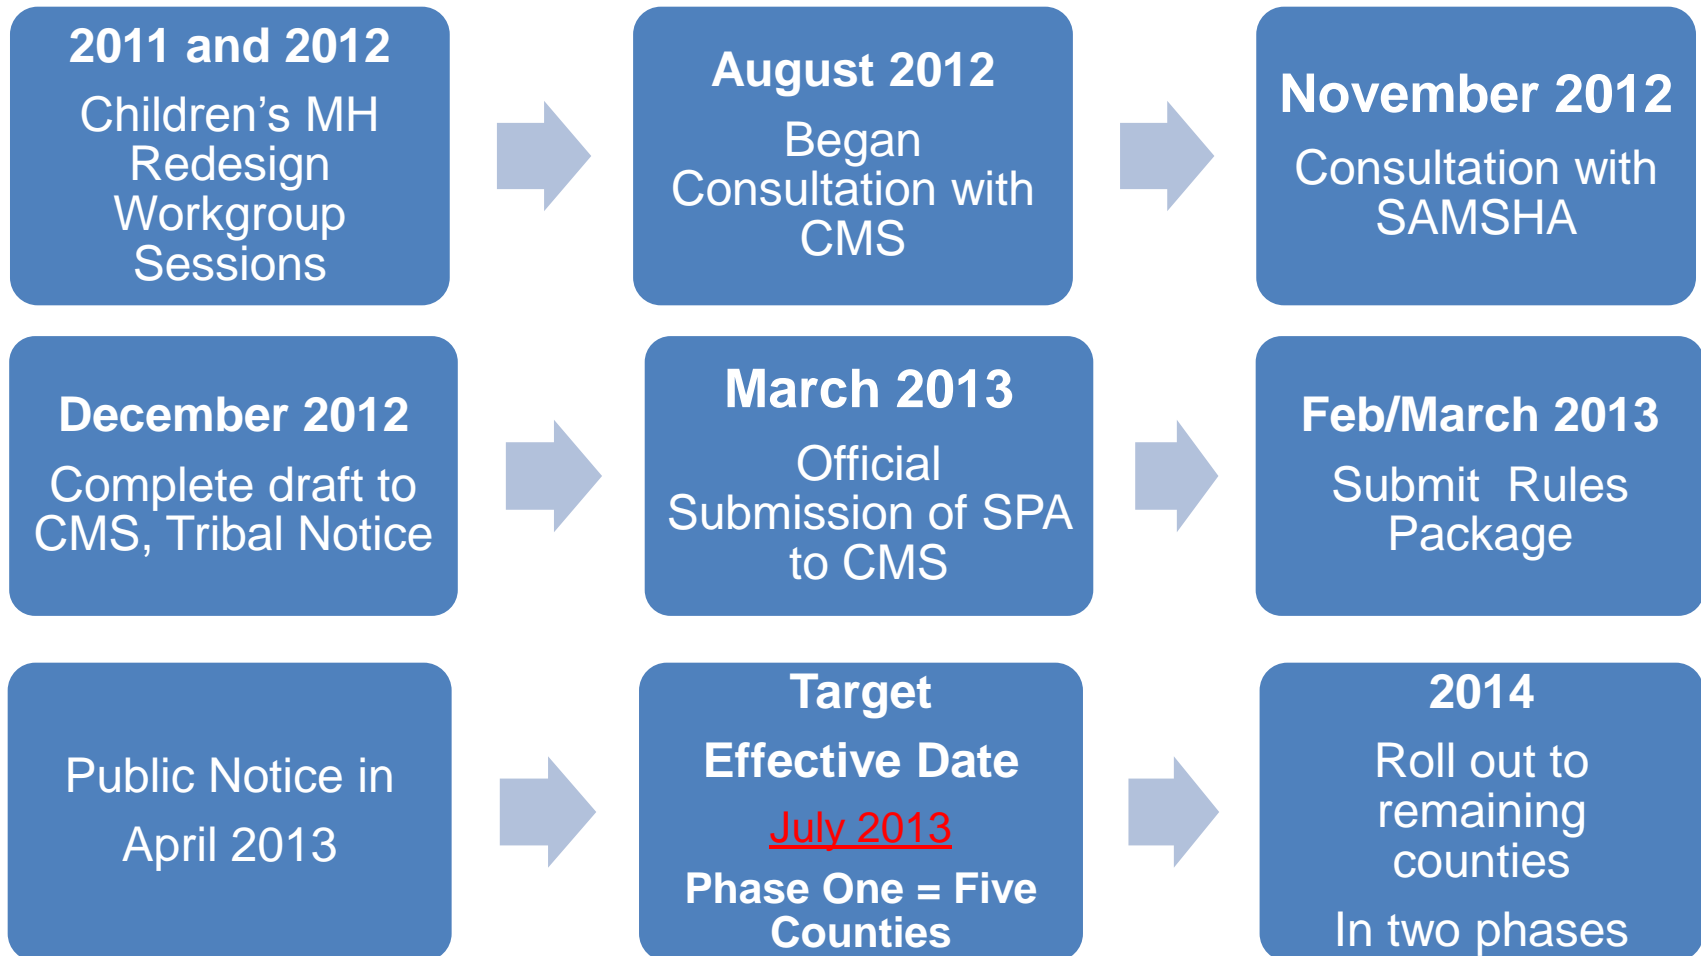 2011 and 2012
Children's MH
Redesign
Workgroup
Sessions
August 2012
Began
Consultation with
CMS
November 2012
Consultation with
SAMSHA
December 2012
Complete draft to
CMS, Tribal Notice
March 2013
Official
Submission of SPA
to CMS
Feb/March 2013
Submit Rules
Package
Public Notice in
April 2013
Target
Effective Date
July 2013
Phase One = Five
Counties
2014
Roll out to
remaining
counties
In two phases